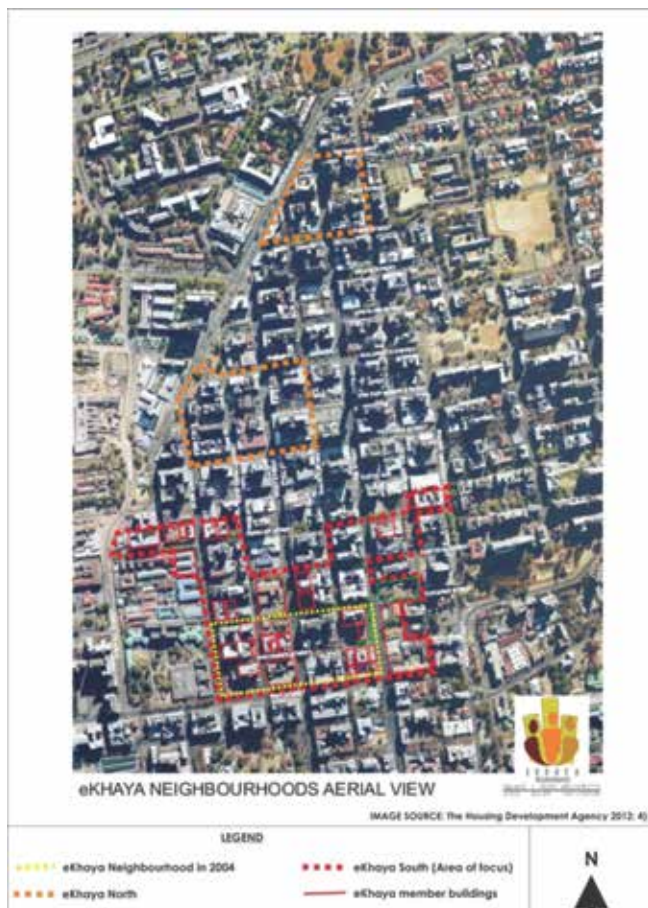 eKHAYA NEIGHBOURHOODS AERIAL VIEW
IMAGE SOURCE: The Housing Development Agency 2012: 4)
LEGEND
eKhaya Neighbourhood in 2004
eKhaya South (Area of focus)
eKhaya North
eKhaya member buildings
N